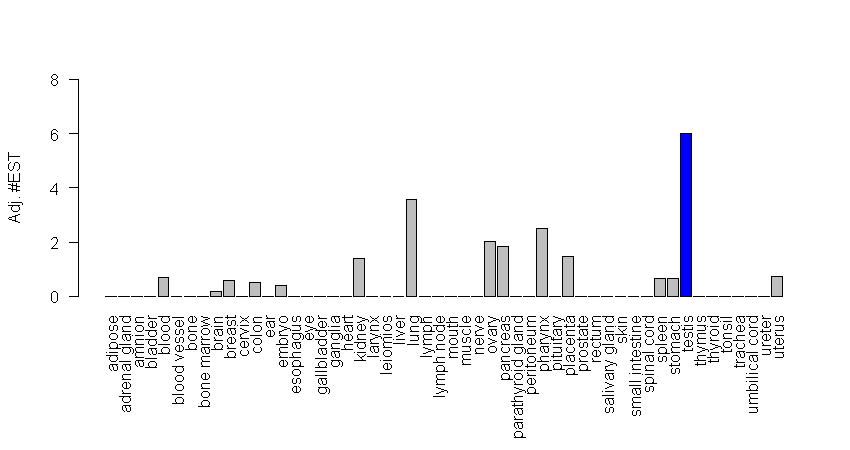 Adj. #EST
8
6
4
2
0
adipose
adrenal gland
amnion
bladder
blood
blood vessel
bone
bone marrow
brain
breast
cervix
colon
ear
embryo
esophagus
eye
gallbladder
ganglia
heart
kidney
larynx
leiomios
liver
lung
lymph
lymph node
mouth
muscle
nerve
ovary
pancreas
parathyroid gland
peritoneum
pharynx
pituitary
placenta
prostate
rectum
salivary gland
skin
small intestine
spinal cord
spleen
stomach
testis
thymus
thyroid
tonsil
trachea
umbilical cord
ureter
uterus